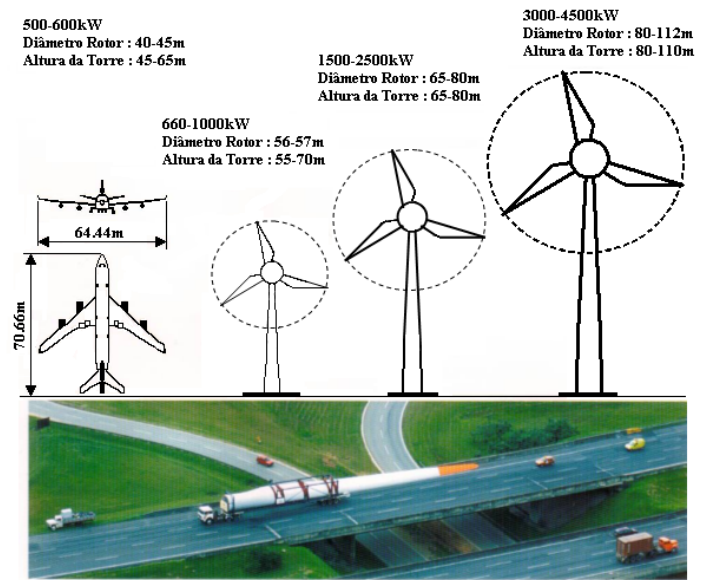 500-600kW
Diâmetro Rotor : 40-45m
Altura da Torre : 45-65m
660-1000kW
Diâmetro Rotor : 56-57m
Altura da Torre : 55-70m
1500-2500kW
Diâmetro Rotor : 65-80m
Altura da Torre : 65-80m
3000-4500kW
Diâmetro Rotor : 80-112m
Altura da Torre : 80-110m
64.44m
70.66m